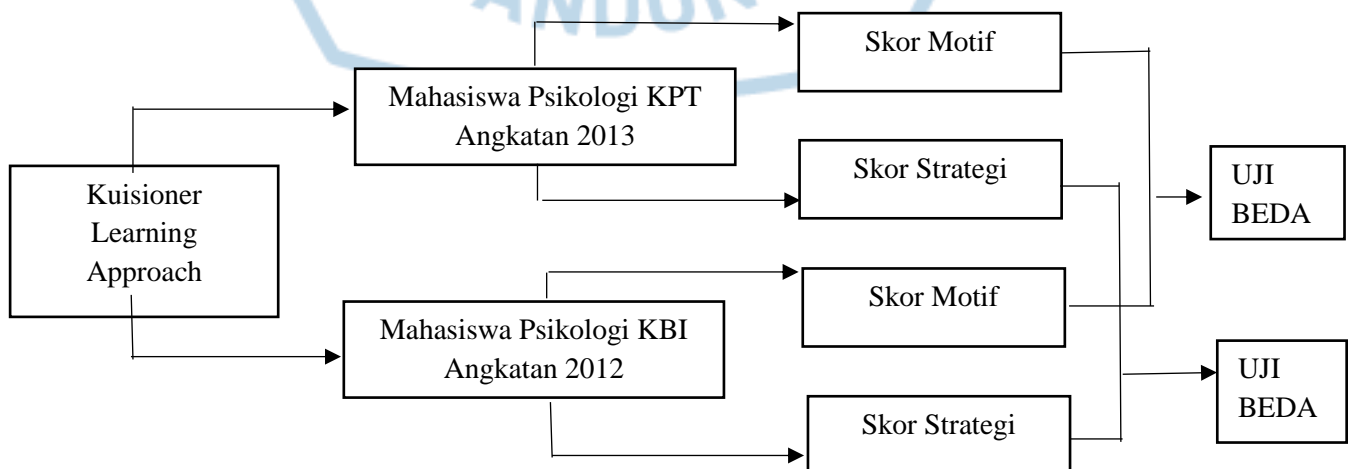 Skor Motif
Mahasiswa Psikologi KPT
Angkatan 2013
Skor Strategi
Kuisioner
Learning
Approach
UJI
BEDA
Skor Motif
Mahasiswa Psikologi KBI
Angkatan 2012
UJI
BEDA
Skor Strategi